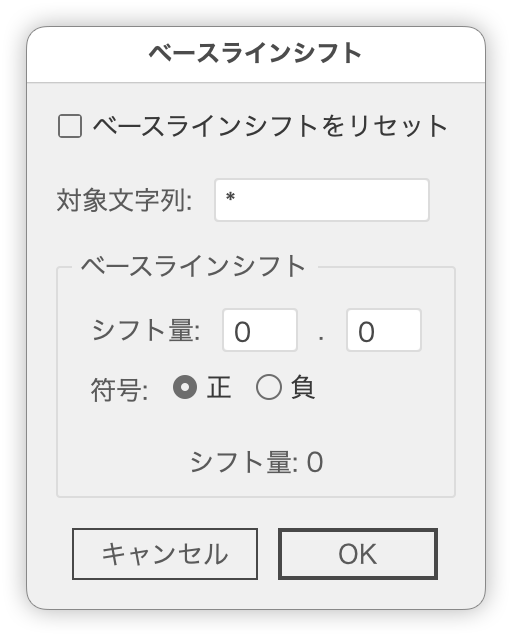 ベースラインシフト
ベースラインシフトをリセット
対象文字列: *
ベースラインシフト
シフト量: 0 . 0
符号: 正 負
シフト量: 0
キャンセル OK